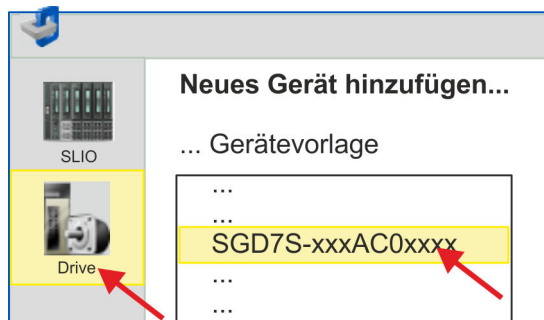 Neues Gerät hinzufügen...
SLIO
... Gerätevorlage
...
...
SGD7S-xxxAC0xxxx
Drive
...
...